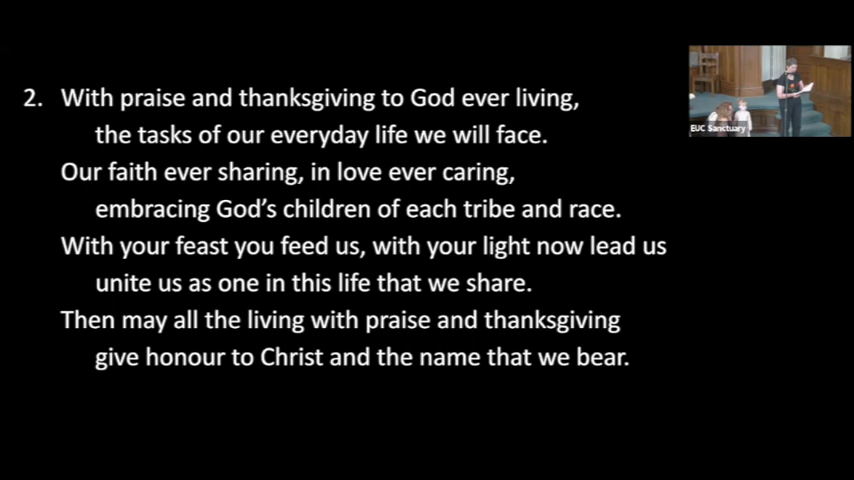 2. With praise and thanksgiving to God ever living,
the tasks of our everyday life we will face.
Our faith ever sharing, in love ever caring,
embracing God's children of each tribe and race.
With your feast you feed us, with your light now lead us
unite us as one in this life that we share.
Then may all the living with praise and thanksgiving
give honour to Christ and the name that we bear.
EUC Sanctuary